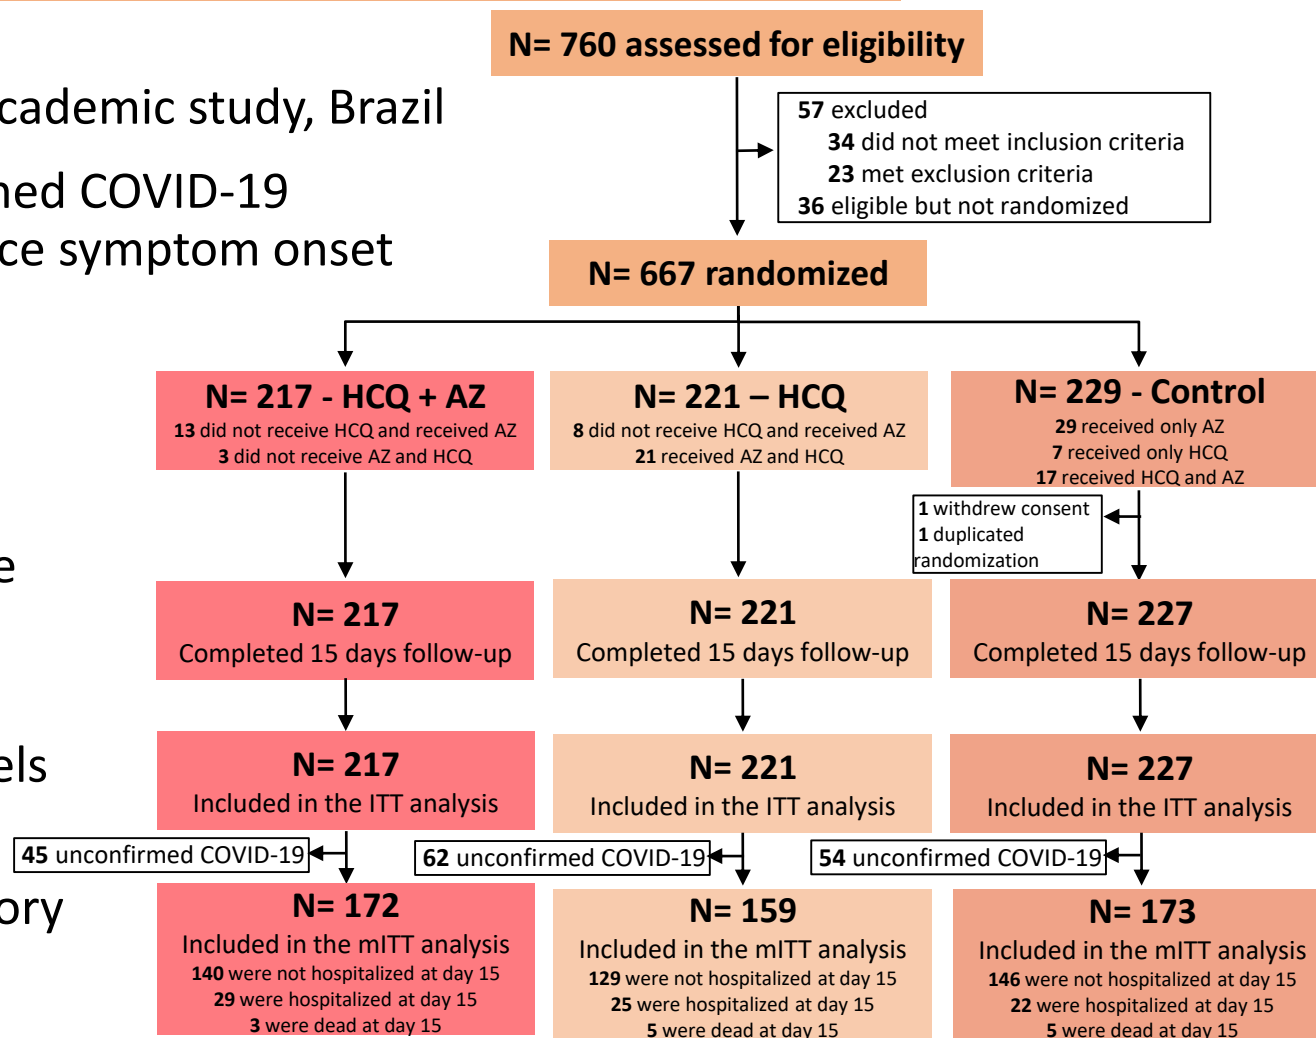 N= 760 assessed for eligibility
cademic study, Brazil
57 excluded
34 did not meet inclusion criteria
23 met exclusion criteria
36 eligible but not randomized
ned COVID-19
ce symptom onset
N= 667 randomized
N= 217 - HCQ + AZ
13 did not receive HCQ and received AZ
3 did not receive AZ and HCQ
N= 221 – HCQ
8 did not receive HCQ and received AZ
21 received AZ and HCQ
N= 229 - Control
29 received only AZ
7 received only HCQ
17 received HCQ and AZ
1 withdrew consent
1 duplicated
randomization
e
N= 217
Completed 15 days follow-up
N= 221
Completed 15 days follow-up
N= 227
Completed 15 days follow-up
els
N= 217
Included in the ITT analysis
N= 221
Included in the ITT analysis
N= 227
Included in the ITT analysis
45 unconfirmed COVID-19
62 unconfirmed COVID-19
54 unconfirmed COVID-19
ory
N= 172
Included in the mITT analysis
140 were not hospitalized at day 15
29 were hospitalized at day 15
3 were dead at day 15
N= 159
Included in the mITT analysis
129 were not hospitalized at day 15
25 were hospitalized at day 15
5 were dead at day 15
N= 173
Included in the mITT analysis
146 were not hospitalized at day 15
22 were hospitalized at day 15
5 were dead at day 15